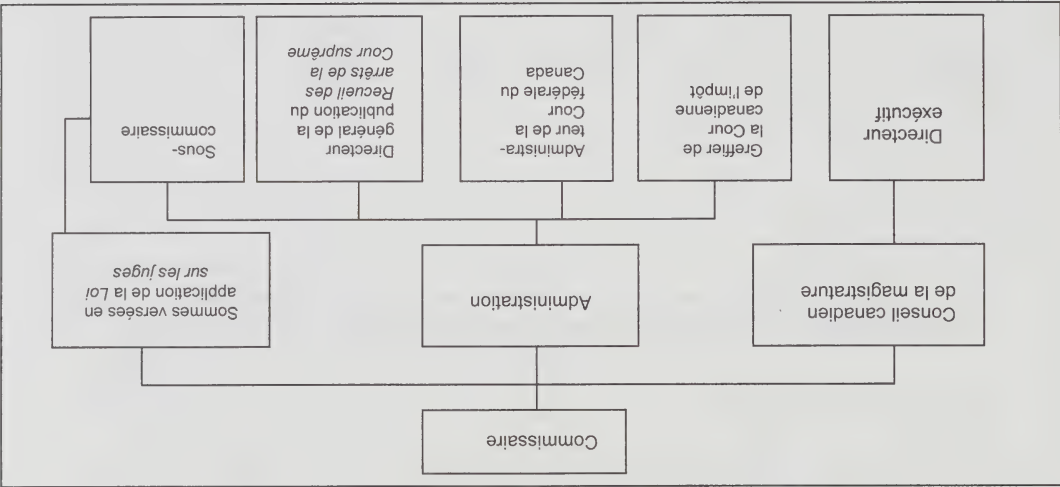 Commissaire
Conseil canadien
de la magistrature
Administration
Sommes versées en
application de la Loi
sur les juges
Directeur
exécutif
Greffier de
la Cour
canadienne
de l'impôt
Administra-
teur de la
Cour
fédérale du
Canada
Directeur
général de la
publication du
Recueil des
arrêts de la
Cour suprême
Sous-
commissaire